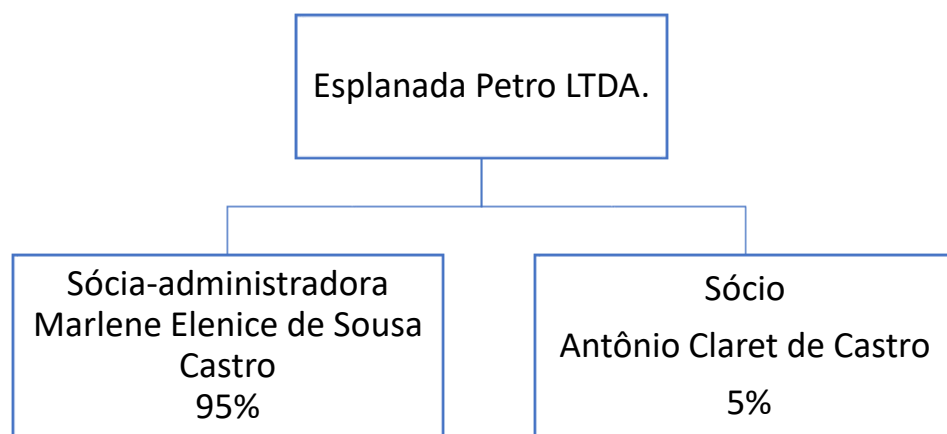 Esplanada Petro LTDA.
Sócia-administradora
Marlene Elenice de Sousa
Castro
95%
Sócio
Antônio Claret de Castro
5%